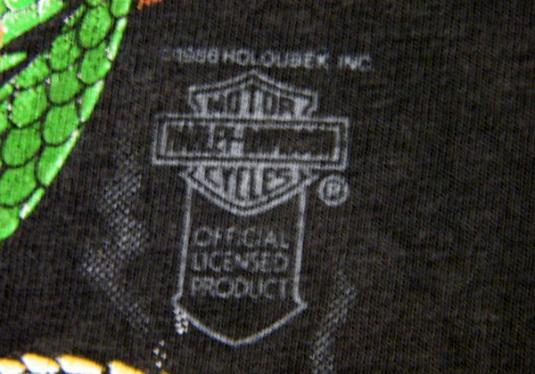 ©1988 HOLOUBEK, INC.
MOTOR
HARLEY-DAVIDSON
CYCLES
®
OFFICIAL
LICENSED
PRODUCT